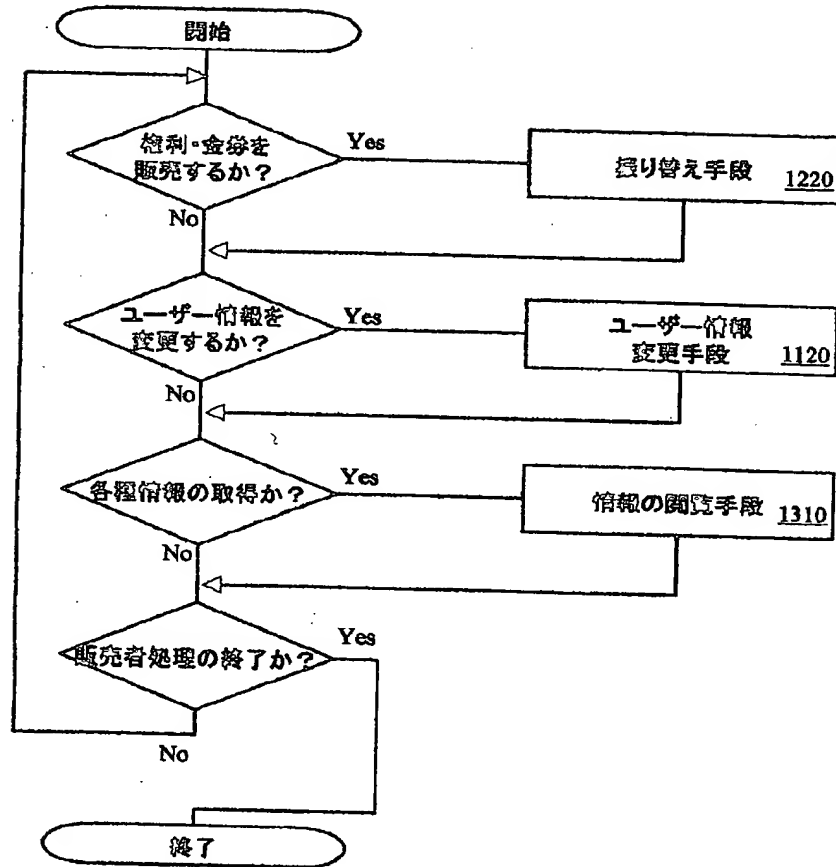 開始
権利・金券を
販売するか？
Yes
振り替え手段 1220
No
ユーザー情報を
変更するか？
Yes
ユーザー情報
変更手段 1120
No
各種情報の取得か？
Yes
情報の閲覧手段 1310
No
販売者処理の終了か？
Yes
No
終了